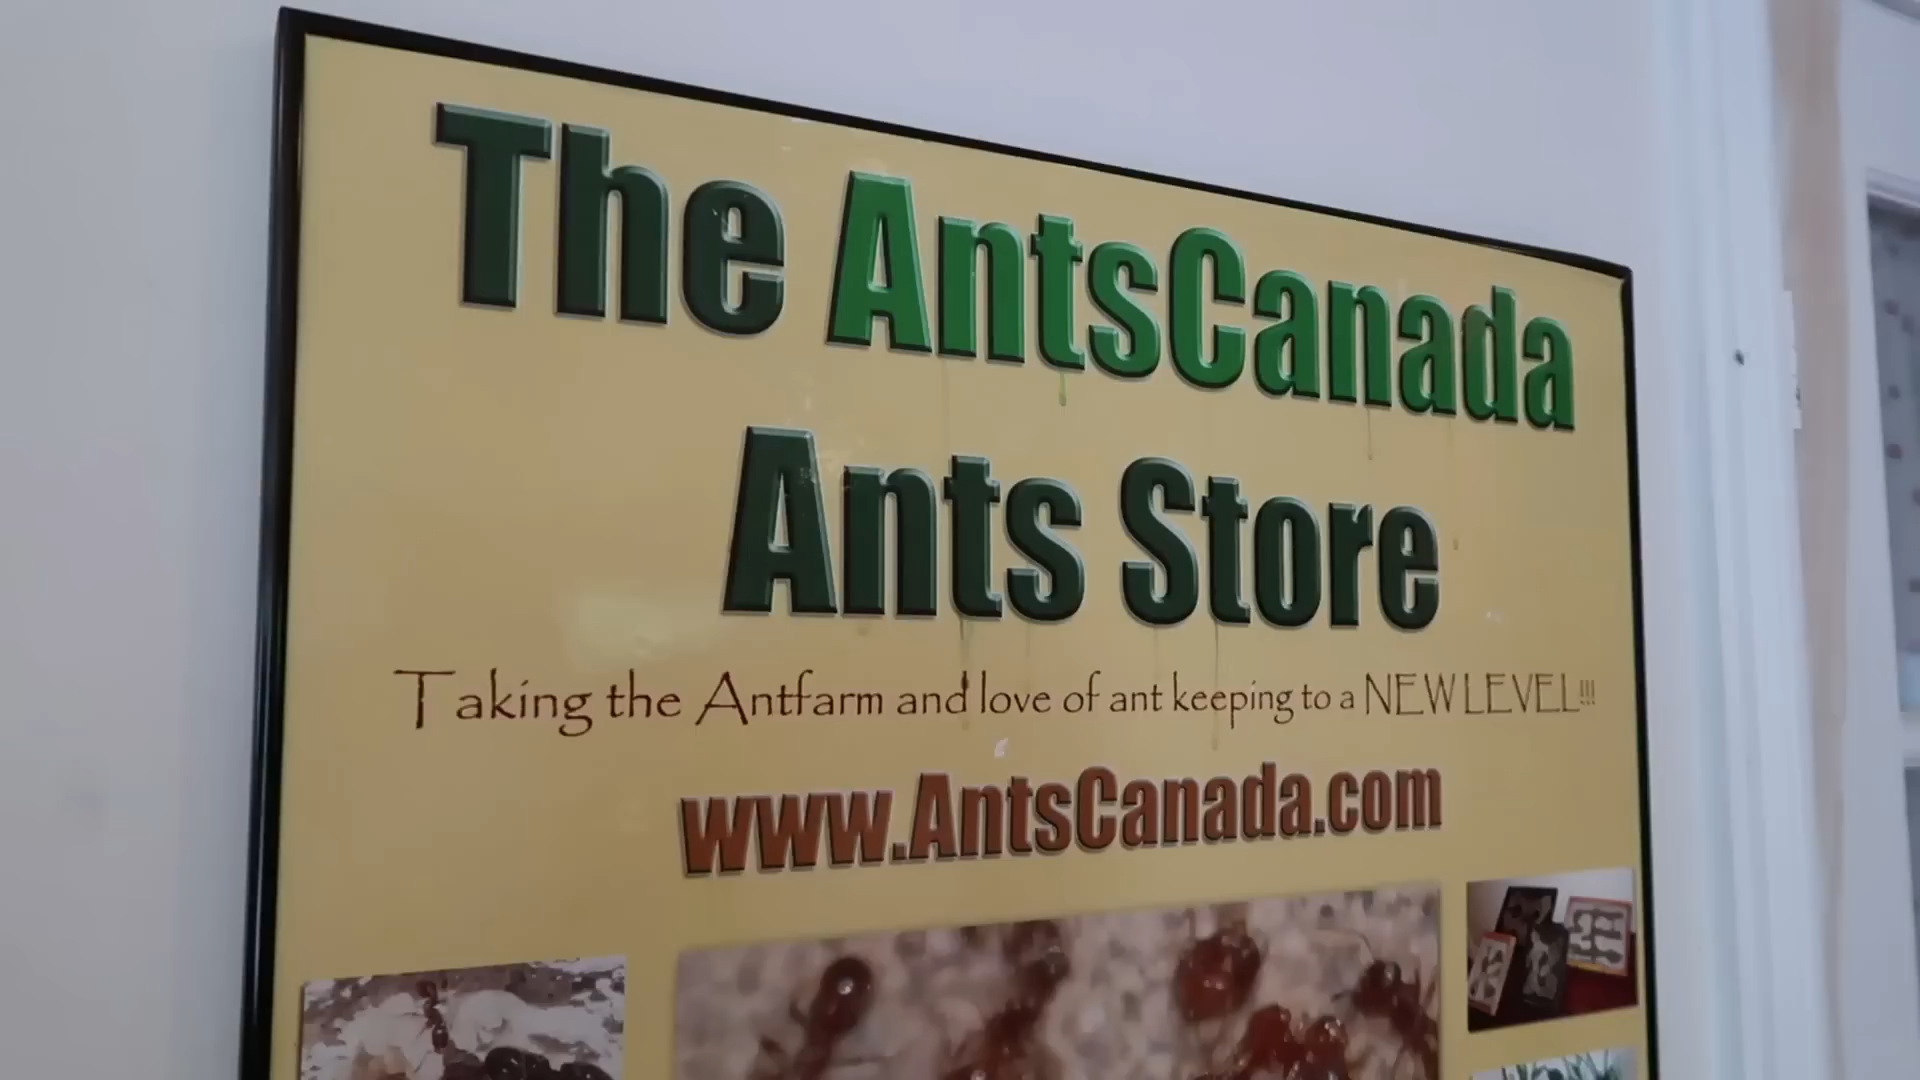 The AntsCanada
Ants Store
Taking the Antfarm and love of ant keeping to a NEW LEVEL!!!
www.AntsCanada.com